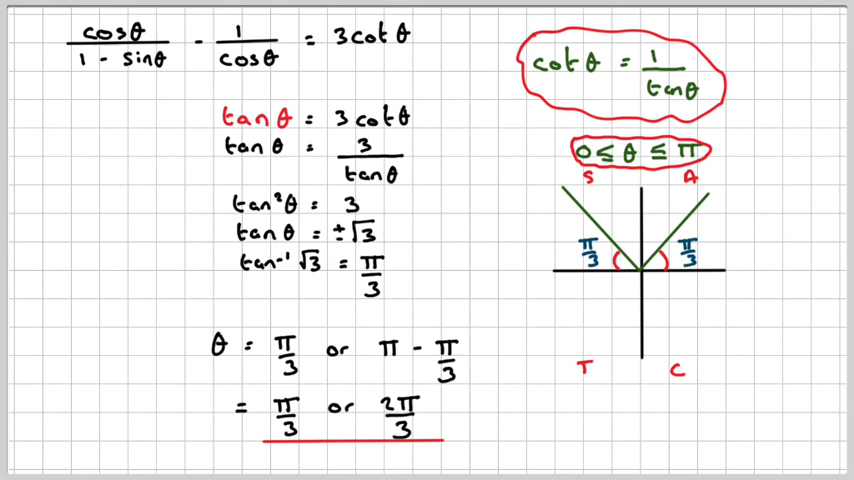 cosθ/(1 - sinθ) - 1/cosθ = 3cotθ
tanθ = 3cotθ
tanθ = 3/tanθ
tan²θ = 3
tanθ = ±√3
tan⁻¹ √3 = π/3
θ = π/3 or π - π/3
= π/3 or 2π/3
cotθ = 1/tanθ
0 ≤ θ ≤ π
S A
π/3 π/3
T C